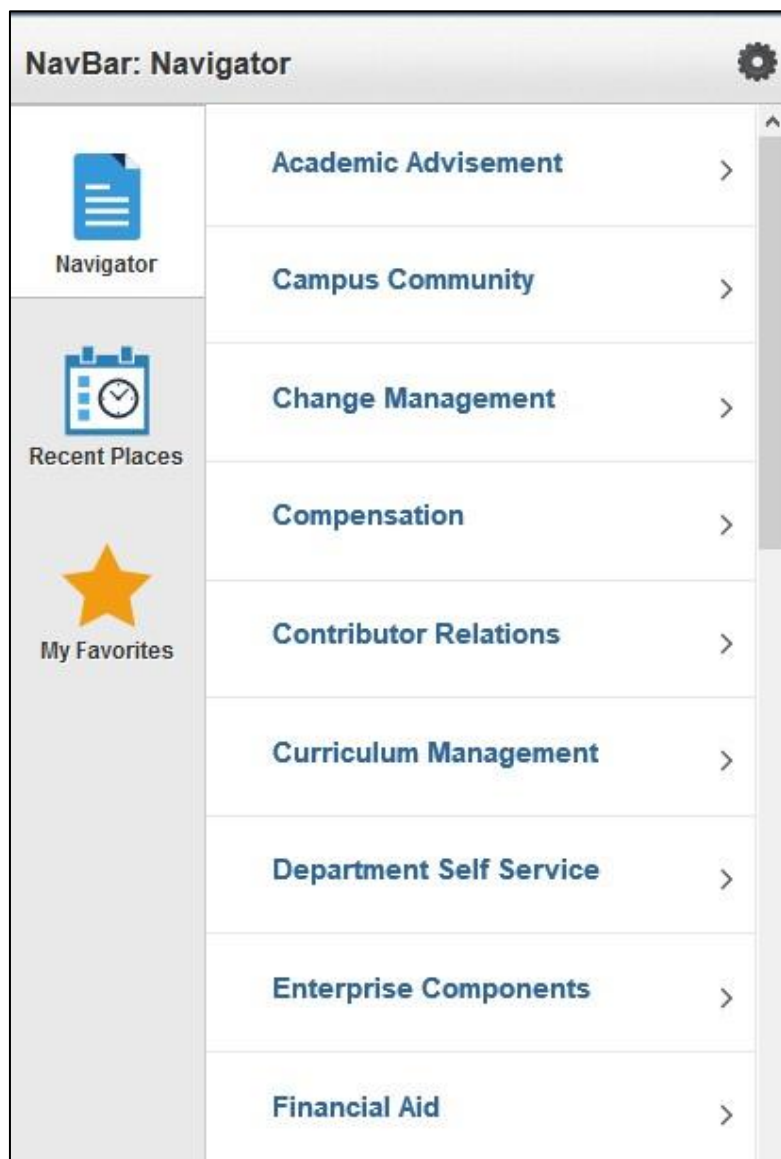 NavBar: Navigator
Navigator
Recent Places
My Favorites
Academic Advisement
Campus Community
Change Management
Compensation
Contributor Relations
Curriculum Management
Department Self Service
Enterprise Components
Financial Aid